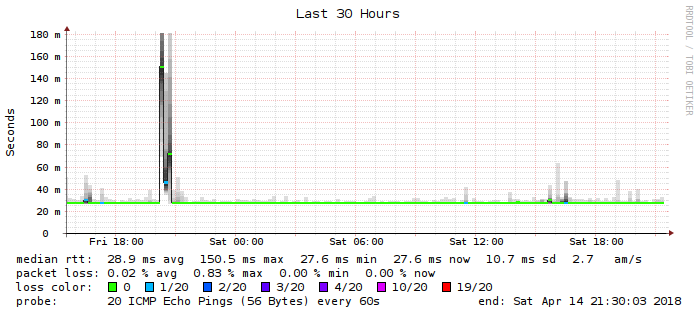 Last 30 Hours
RRDTOOL / TOBI OETIKER
Seconds
180 m
160 m
140 m
120 m
100 m
80 m
60 m
40 m
20 m
0
Fri 18:00 Sat 00:00 Sat 06:00 Sat 12:00 Sat 18:00
median rtt: 28.9 ms avg 150.5 ms max 27.6 ms min 27.6 ms now 10.7 ms sd 2.7 am/s
packet loss: 0.02 % avg 0.83 % max 0.00 % min 0.00 % now
loss color: 0 1/20 2/20 3/20 4/20 10/20 19/20
probe: 20 ICMP Echo Pings (56 Bytes) every 60s end: Sat Apr 14 21:30:03 2018